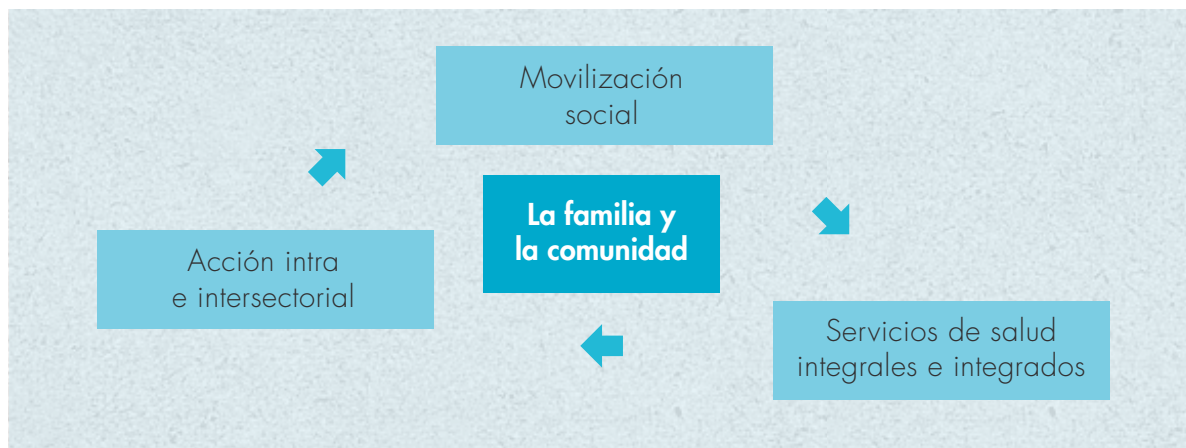 Movilización
social
La familia y
la comunidad
Acción intra
e intersectorial
Servicios de salud
integrales e integrados